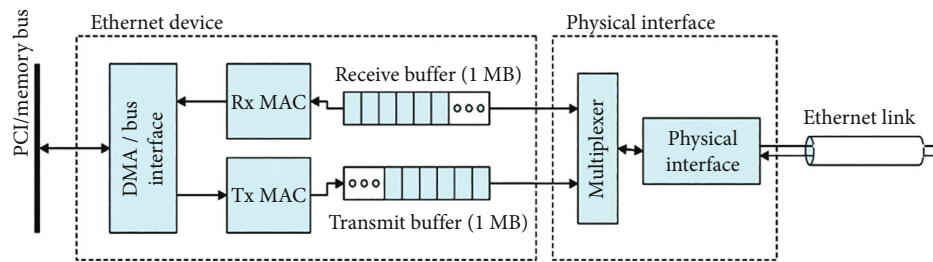 Ethernet device
Physical interface
PCI/memory bus
DMA / bus
interface
Rx MAC
Receive buffer (1 MB)
Tx MAC
Transmit buffer (1 MB)
Multiplexer
Physical
interface
Ethernet link